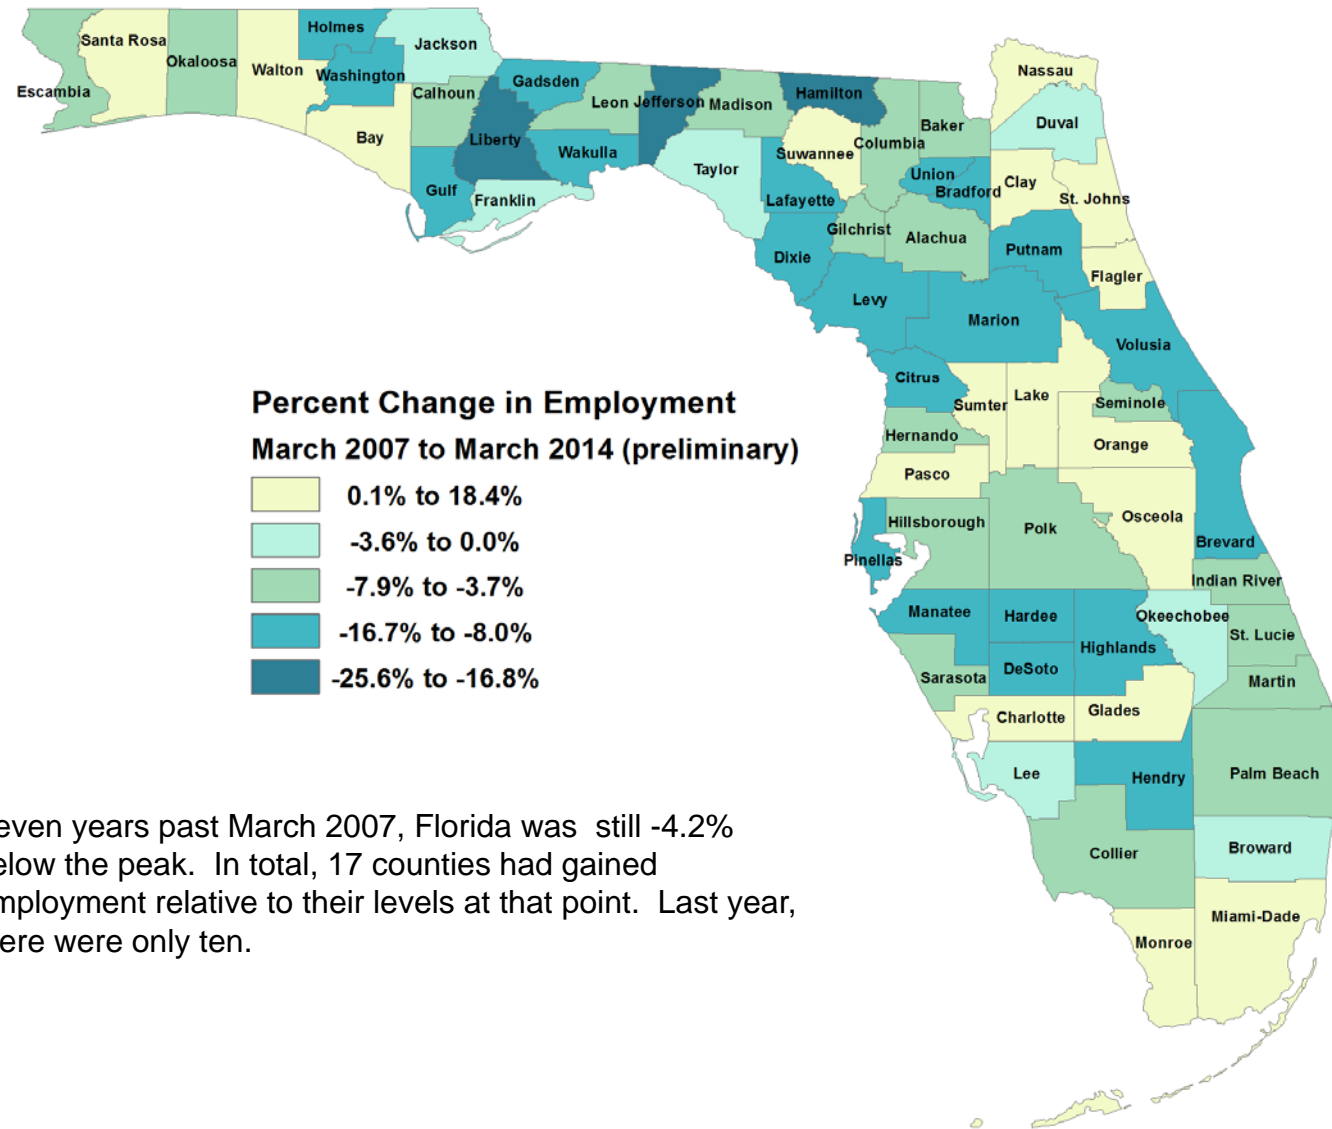 Holmes
Santa Rosa
Jackson
Okaloosa
Walton
Washington
Escambia
Calhoun
Gadsden
Leon
Jefferson
Madison
Hamilton
Nassau
Bay
Liberty
Wakulla
Baker
Duval
Columbia
Suwannee
Taylor
Union
Bradford
Clay
Gulf
Franklin
Lafayette
St. Johns
Gilchrist
Alachua
Dixie
Putnam
Flagler
Levy
Marion
Volusia
Citrus
Sumter
Lake
Seminole
Hernando
Orange
Pasco
Hillsborough
Polk
Osceola
Brevard
Pinellas
Indian River
Manatee
Hardee
Okeechobee
St. Lucie
Highlands
Sarasota
DeSoto
Martin
Charlotte
Glades
Lee
Hendry
Palm Beach
Collier
Broward
Miami-Dade
Monroe
Percent Change in Employment
March 2007 to March 2014 (preliminary)
0.1% to 18.4%
-3.6% to 0.0%
-7.9% to -3.7%
-16.7% to -8.0%
-25.6% to -16.8%
even years past March 2007, Florida was still -4.2%
elow the peak. In total, 17 counties had gained
mployment relative to their levels at that point. Last year,
ere were only ten.